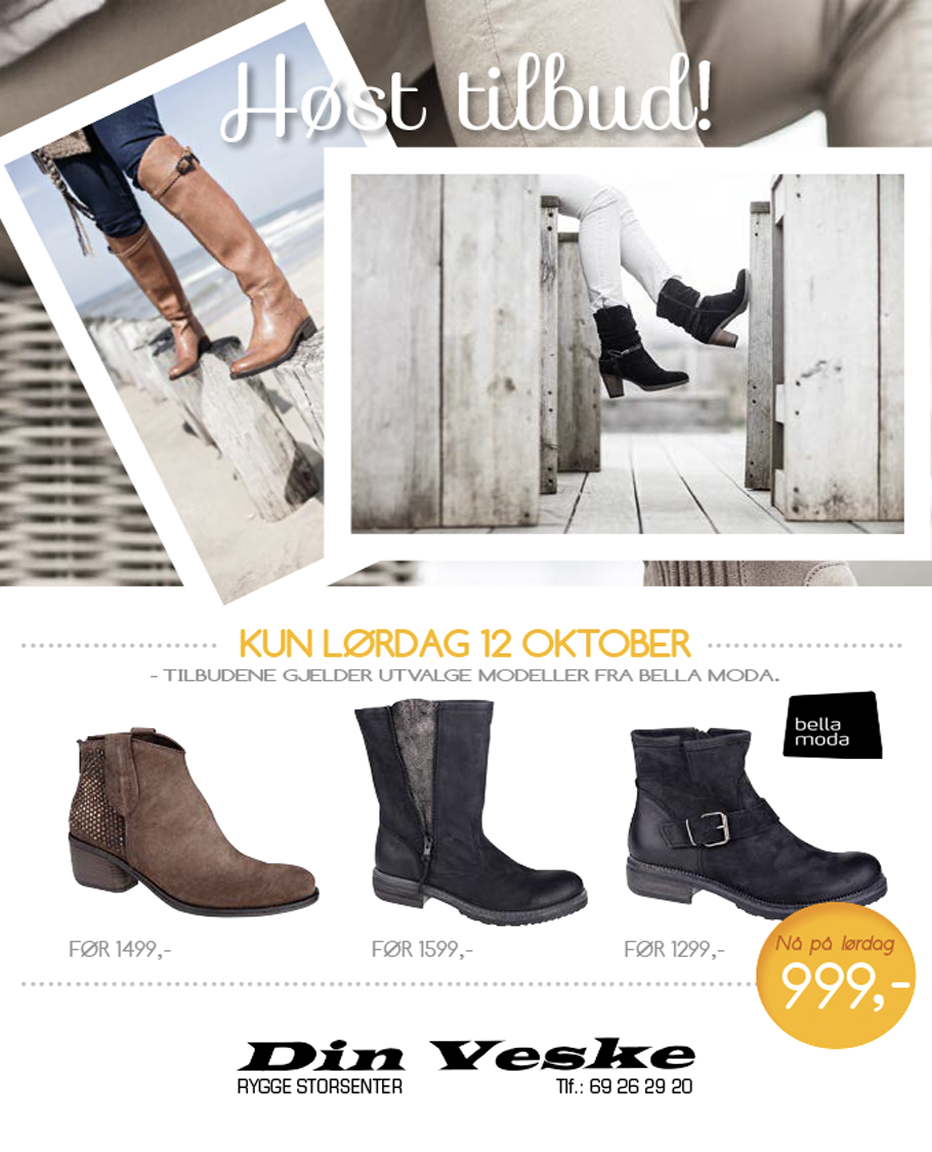 Høst tilbud!
KUN LØRDAG 12 OKTOBER
- TILBUDENE GJELDER UTVALGE MODELLER FRA BELLA MODA.
bella
moda
FØR 1499,-
FØR 1599,-
FØR 1299,-
Nå på lørdag
999,-
Din Veske
RYGGE STORSENTER Tlf.: 69 26 29 20